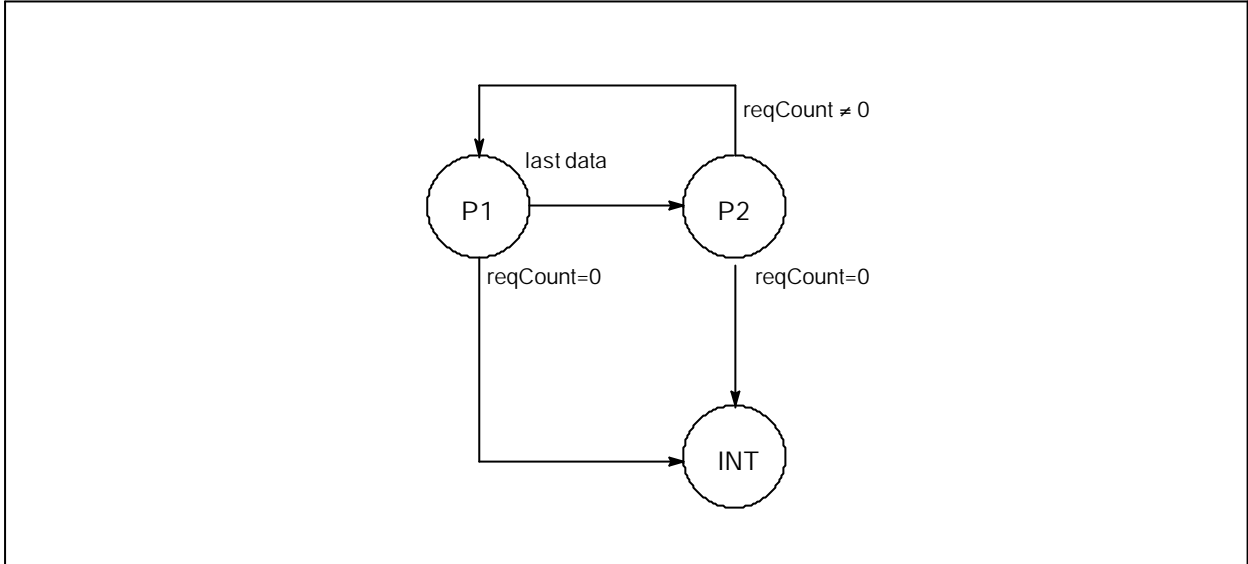 reqCount ≠ 0
last data
P1
P2
reqCount=0
reqCount=0
INT